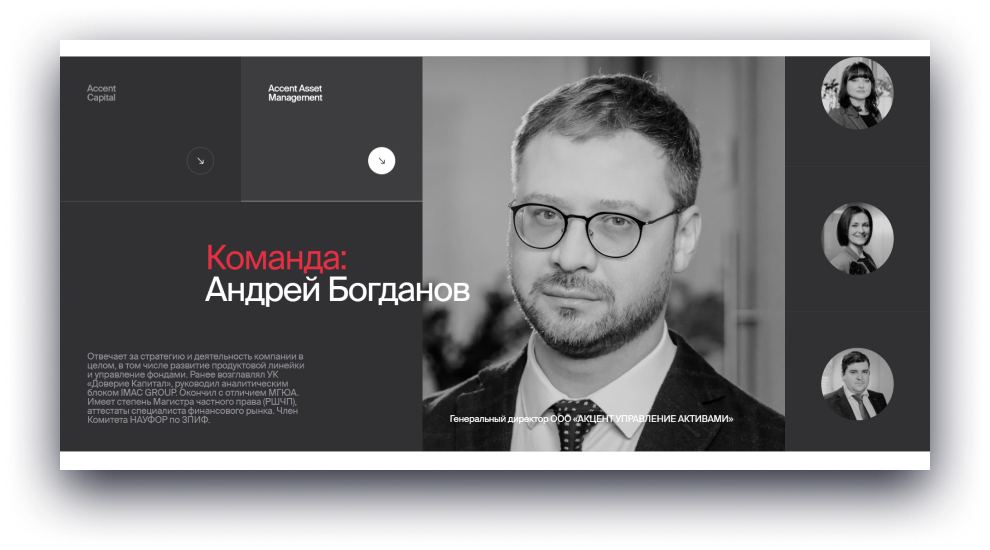 Accent
Capital
Accent Asset
Management
Команда:
Андрей Богданов
Отвечает за стратегию и деятельность компании в
целом, в том числе развитие продуктовой линейки
и управление фондами. Ранее возглавлял УК
«Доверие Капитал», руководил аналитическим
блоком IMAC GROUP. Окончил с отличием МГЮА.
Имеет степень Магистра частного права (РШЧП),
аттестаты специалиста финансового рынка. Член
Комитета НАУФОР по ЗПИФ.
Генеральный директор ООО «АКЦЕНТ УПРАВЛЕНИЕ АКТИВАМИ»